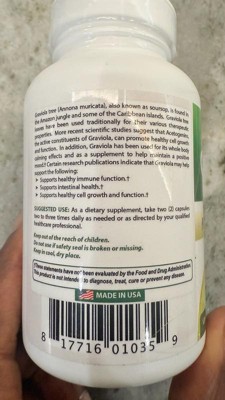 Graviola tree (Annona muricata), also known as soursop, is found in
the Amazon Jungle and some of the Caribbean islands. Graviola tree
leaves have been used traditionally for their various therapeutic
properties. More recent scientific studies suggest that Acetogenins,
the active constituents of Graviola, can promote healthy cell growth
and function. In addition, Graviola has been used for its whole body
calming effects and as a supplement to help maintain a positive
mood.† Certain research publications indicate that Graviola may help
support the following:
• Supports healthy immune function.†
• Supports intestinal health.†
• Supports healthy cell growth and function.†
SUGGESTED USE: As a dietary supplement, take two (2) capsules
two to three times daily as needed or as directed by your qualified
healthcare professional.
Keep out of the reach of children.
Do not use if safety seal is broken or missing.
Keep in cool, dry place.
†These statements have not been evaluated by the Food and Drug Administration.
This product is not intended to diagnose, treat, cure or prevent any disease.
MADE IN USA
8 17716 01035 9